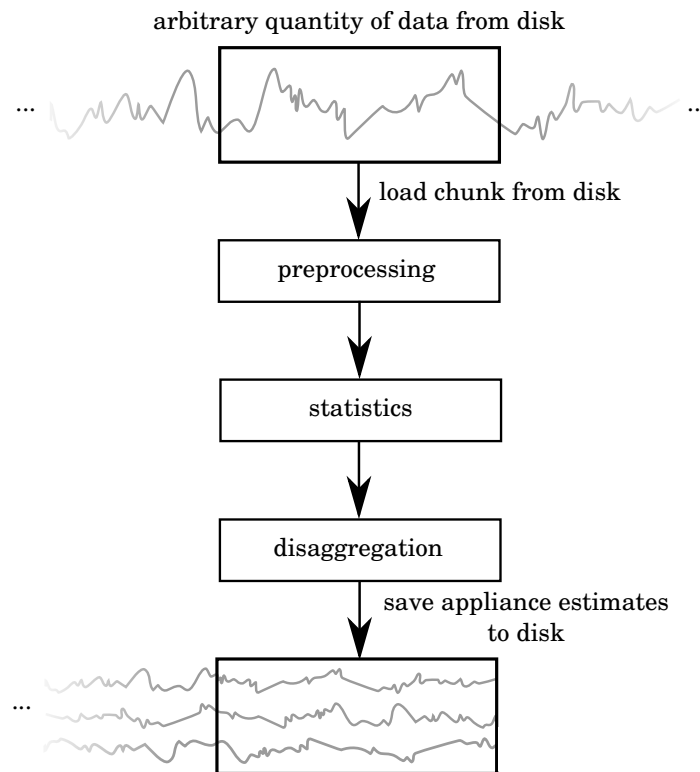 arbitrary quantity of data from disk
... ...
load chunk from disk
preprocessing
statistics
disaggregation
save appliance estimates
to disk
...